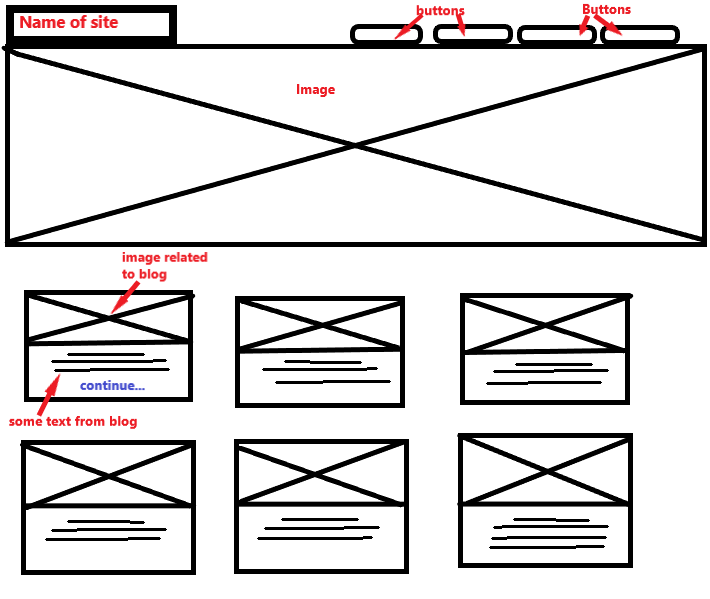 Name of site
buttons
Buttons
Image
image related
to blog
continue...
some text from blog